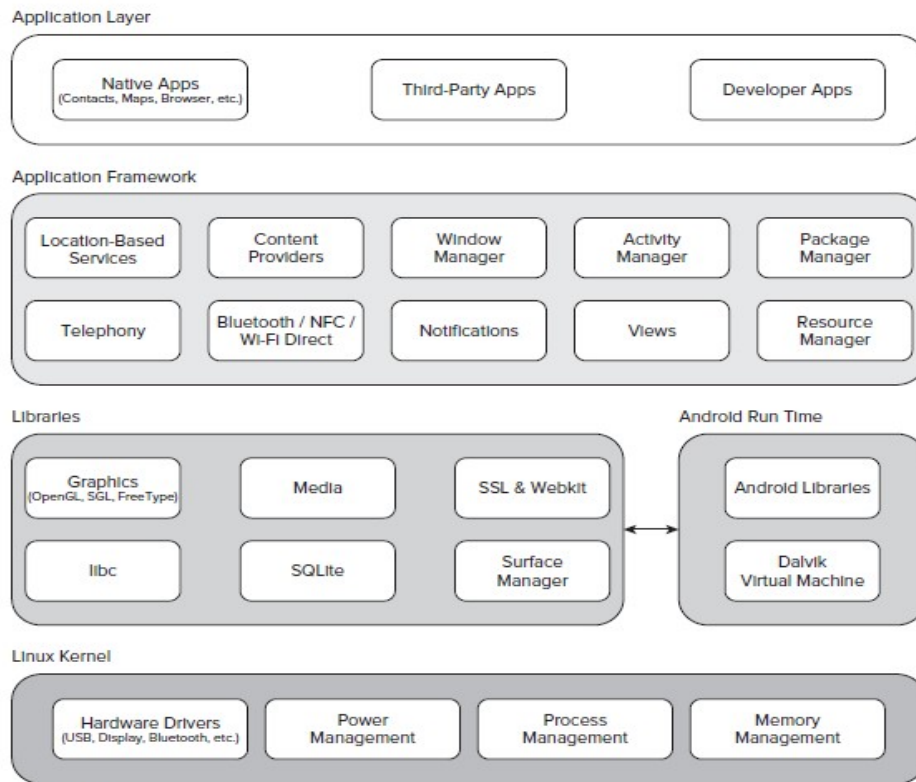 Application Layer
Native Apps
(Contacts, Maps, Browser, etc.)
Third-Party Apps
Developer Apps
Application Framework
Location-Based
Services
Content
Providers
Window
Manager
Activity
Manager
Package
Manager
Telephony
Bluetooth / NFC /
Wi-Fi Direct
Notifications
Views
Resource
Manager
Libraries
Graphics
(OpenGL, SGL, FreeType)
Media
SSL & Webkit
libc
SQLite
Surface
Manager
Android Run Time
Android Libraries
Dalvik
Virtual Machine
Linux Kernel
Hardware Drivers
(USB, Display, Bluetooth, etc.)
Power
Management
Process
Management
Memory
Management